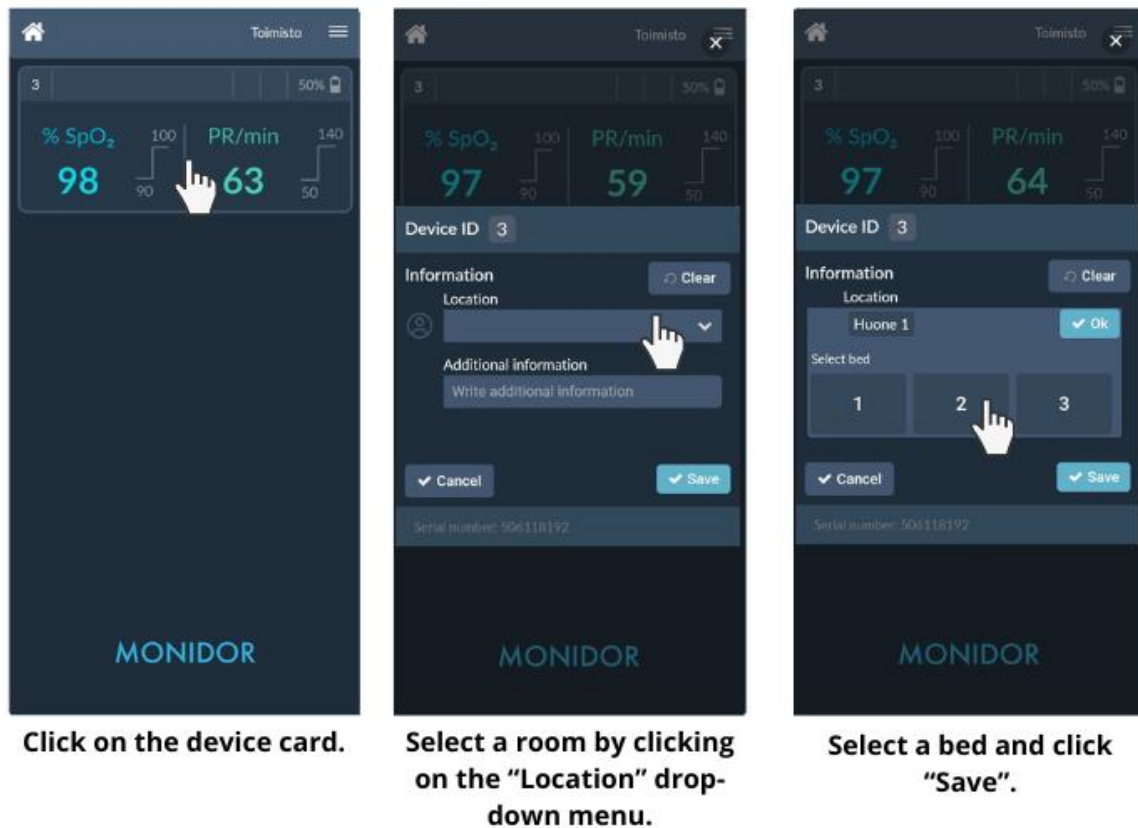 Toimisto
3 50%
% SpO₂ 100 PR/min 140
98 90 63 50
MONIDOR
Click on the device card.
Toimisto
3 50%
% SpO₂ 100 PR/min 140
97 90 59 50
Device ID 3
Information Clear
Location
Additional information
Write additional information
Cancel Save
Serial number: 506118192
MONIDOR
Select a room by clicking
on the “Location” drop-
down menu.
Toimisto
3 50%
% SpO₂ 100 PR/min 140
97 90 64 50
Device ID 3
Information Clear
Location
Huone 1 Ok
Select bed
1 2 3
Cancel Save
Serial number: 506118192
MONIDOR
Select a bed and click
“Save”.